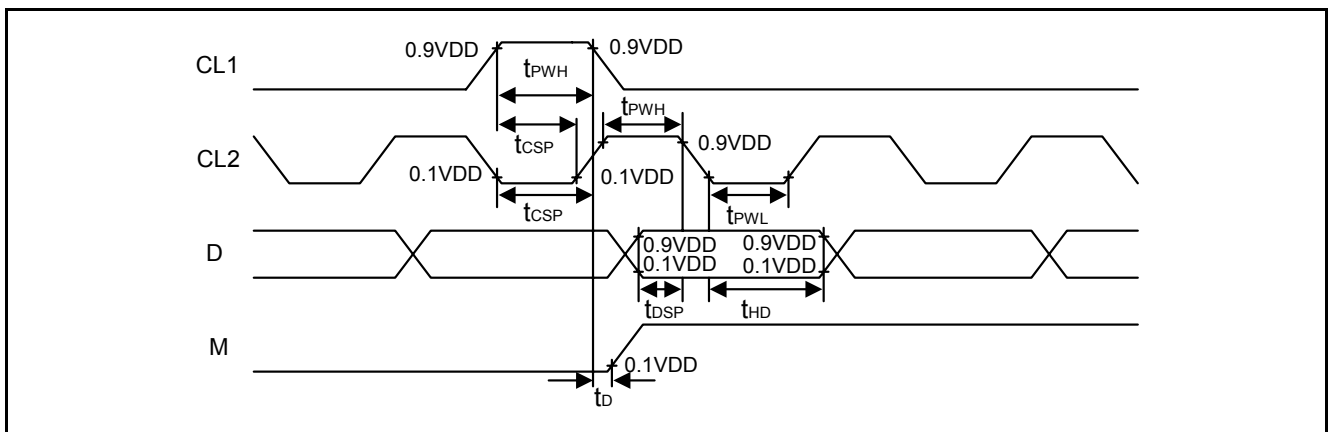 CL1
0.9VDD
0.9VDD
tPWH
tPWH
tCSP
CL2
0.9VDD
0.1VDD
0.1VDD
tCSP
tPWL
D
0.9VDD
0.9VDD
0.1VDD
0.1VDD
tDSP
tHD
M
0.1VDD
tD